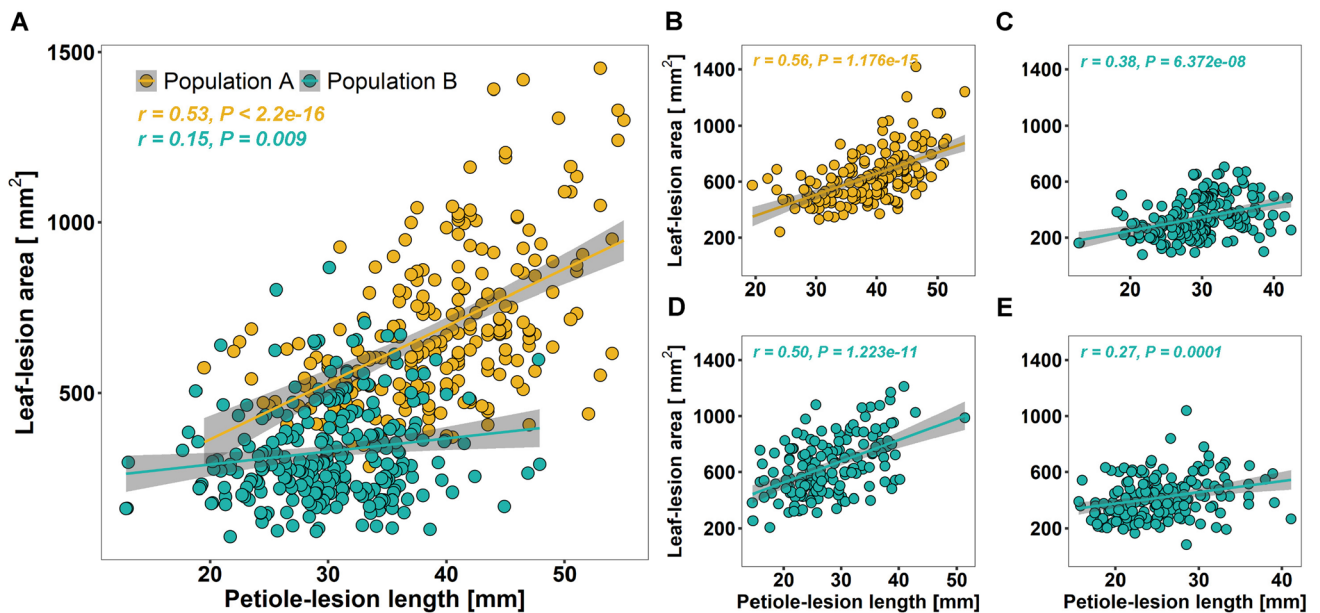 A
Leaf-lesion area [ mm²]
1500
1000
500
Population A Population B
r = 0.53, P < 2.2e-16
r = 0.15, P = 0.009
20 30 40 50
Petiole-lesion length [mm]
B
Leaf-lesion area [ mm²]
r = 0.56, P = 1.176e-15
1400
1000
600
200
20 30 40 50
C
r = 0.38, P = 6.372e-08
1400
1000
600
200
20 30 40
D
Leaf-lesion area [ mm²]
r = 0.50, P = 1.223e-11
1400
1000
600
200
20 30 40 50
Petiole-lesion length [mm]
E
r = 0.27, P = 0.0001
1400
1000
600
200
20 30 40
Petiole-lesion length [mm]